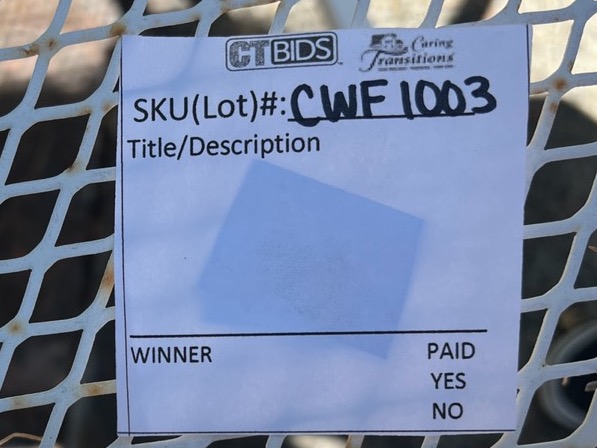 CTBIDS Caring Transitions
SKU(Lot)#: CWF1003
Title/Description
WINNER PAID
YES
NO